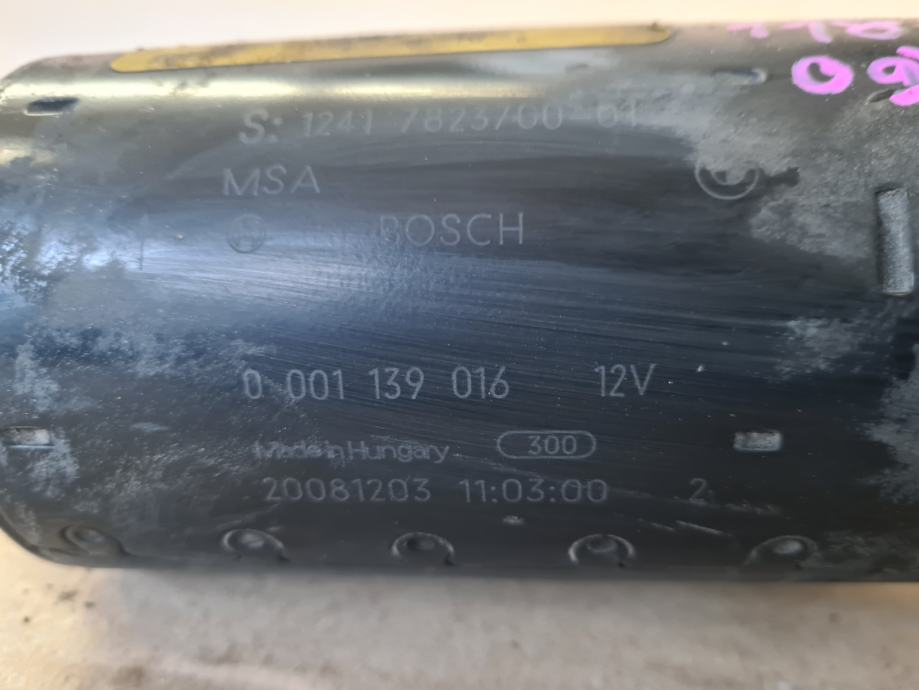 S: 1241 7823700-01
MSA
BOSCH
0 001 139 016 12V
Made in Hungary 300
20081203 11:03:00 2